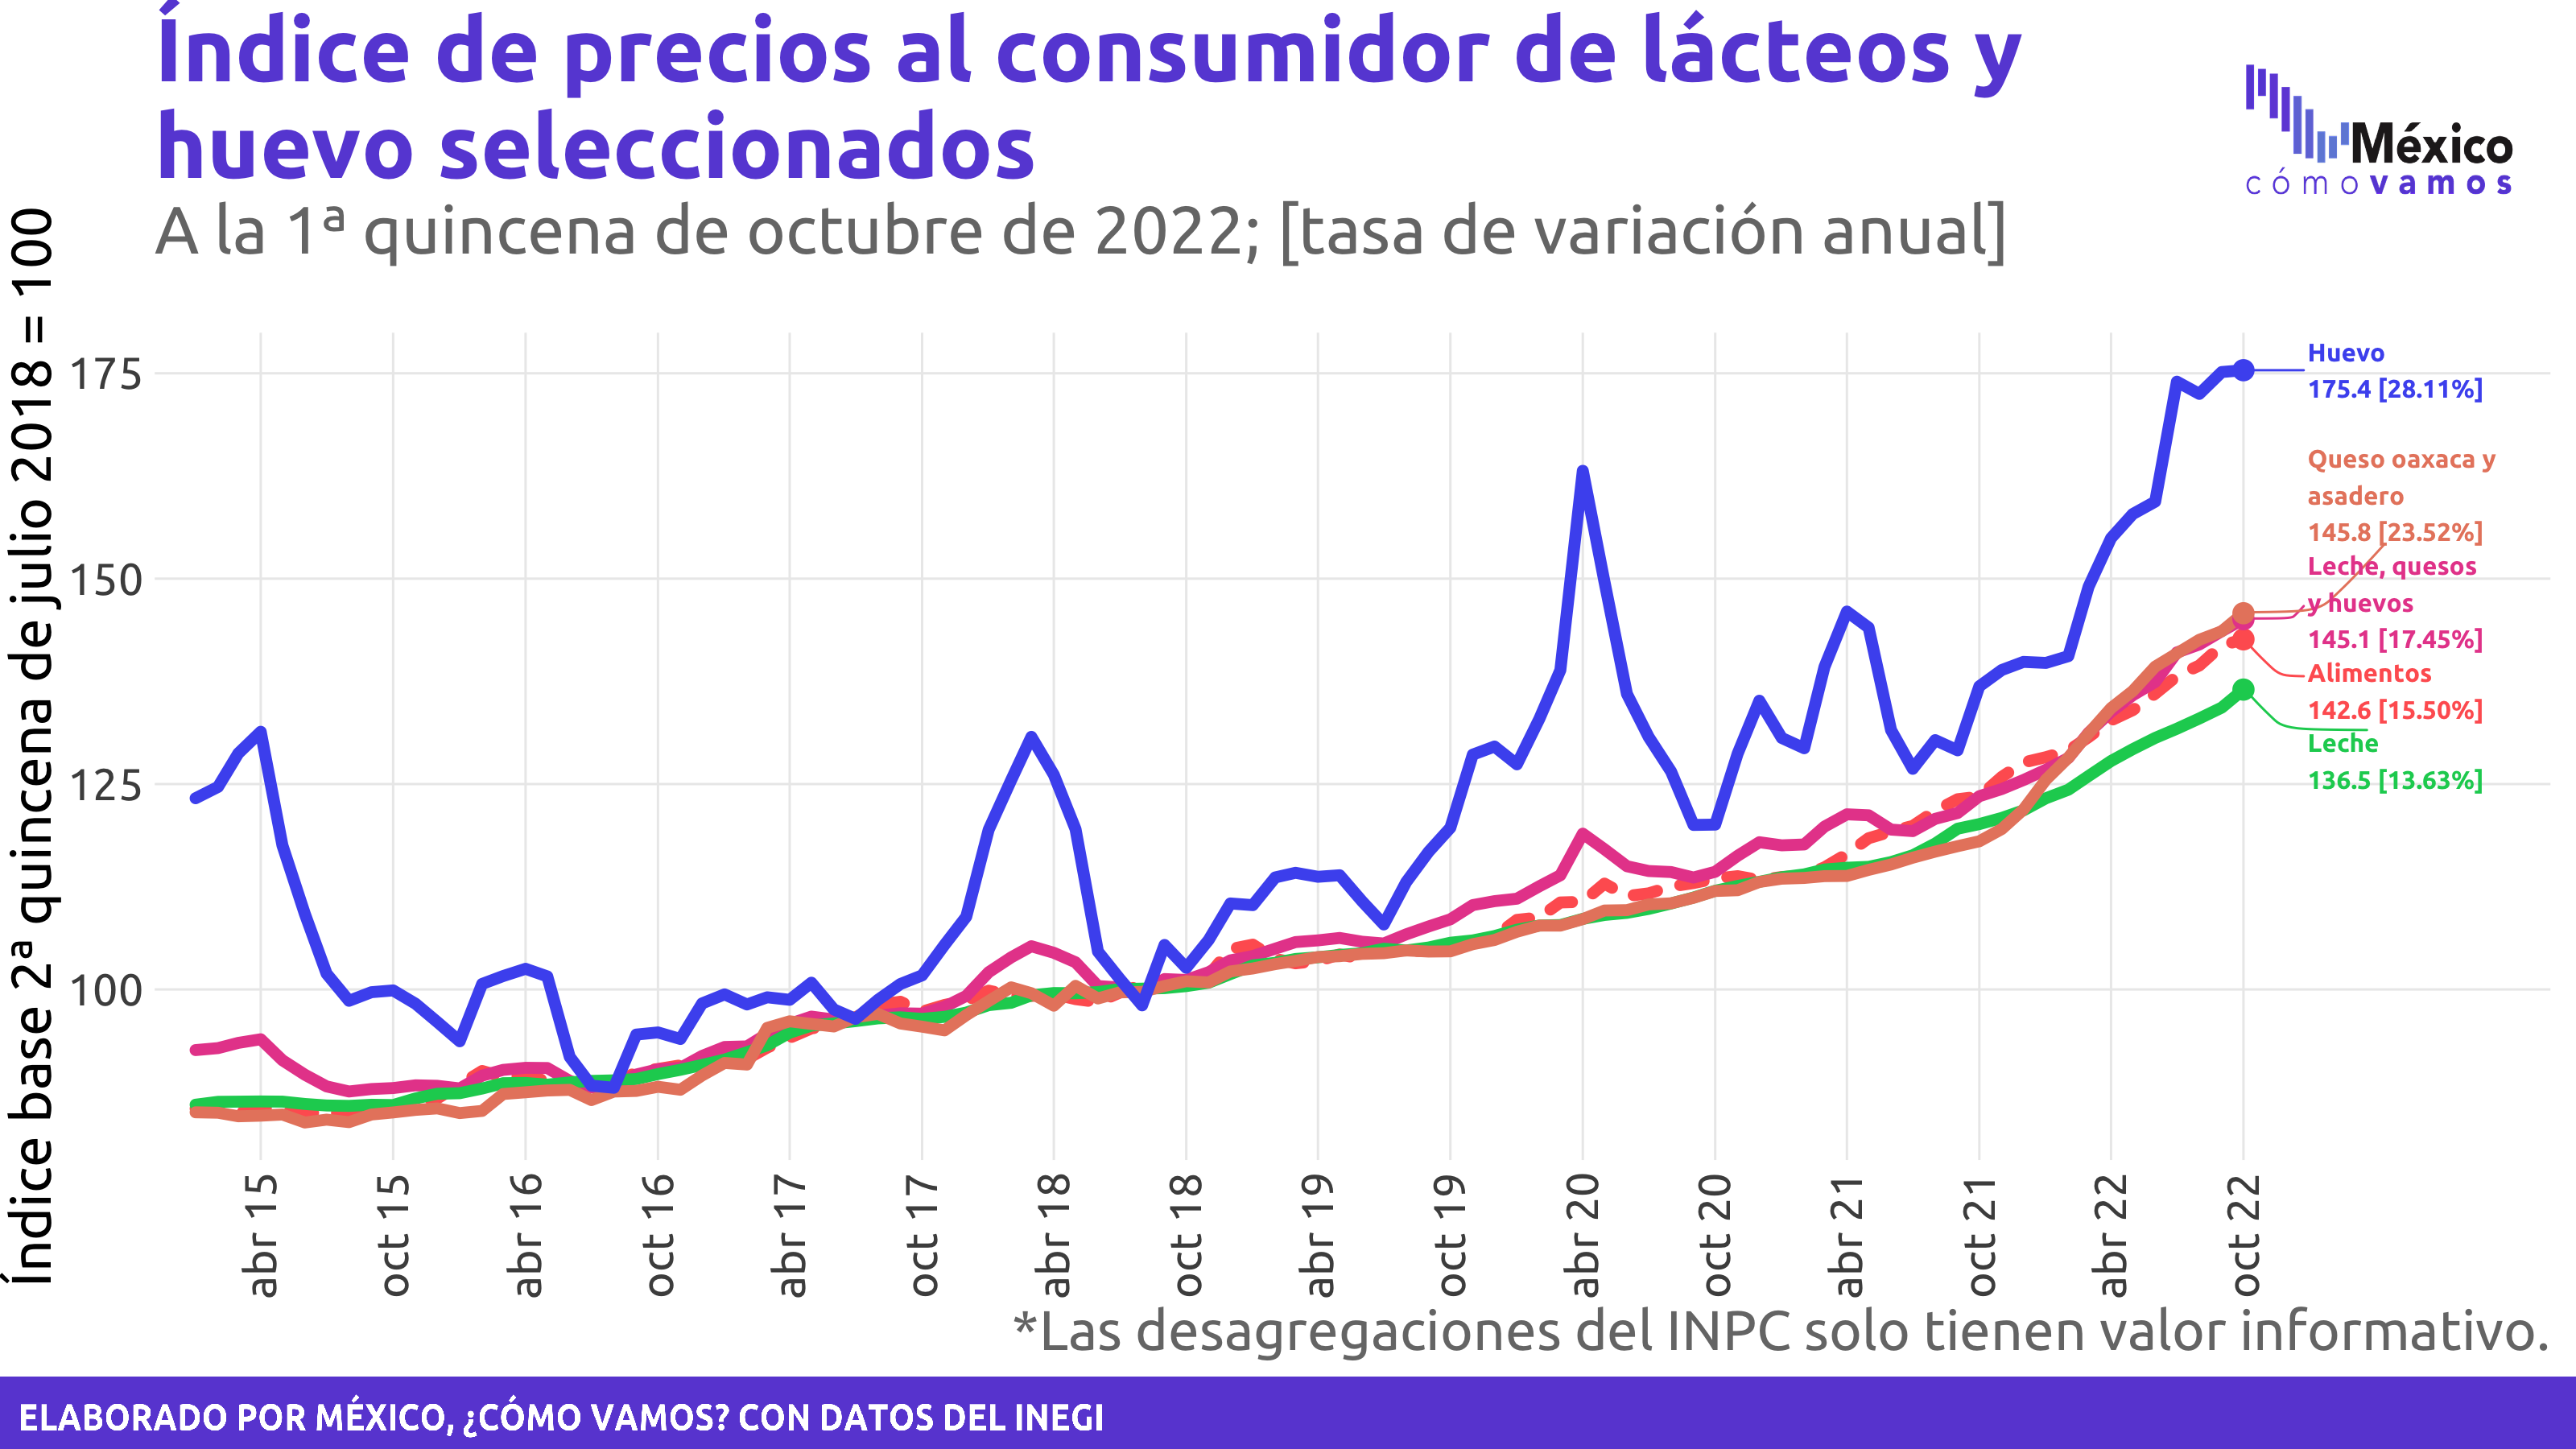 Índice de precios al consumidor de lácteos y
huevo seleccionados
A la 1ª quincena de octubre de 2022; [tasa de variación anual]
México
cómo vamos
Índice base 2ª quincena de julio 2018 = 100
175
150
125
100
Huevo
175.4 [28.11%]
Queso oaxaca y
asadero
145.8 [23.52%]
Leche, quesos
y huevos
145.1 [17.45%]
Alimentos
142.6 [15.50%]
Leche
136.5 [13.63%]
abr 15
oct 15
abr 16
oct 16
abr 17
oct 17
abr 18
oct 18
abr 19
oct 19
abr 20
oct 20
abr 21
oct 21
abr 22
oct 22
*Las desagregaciones del INPC solo tienen valor informativo.
ELABORADO POR MÉXICO, ¿CÓMO VAMOS? CON DATOS DEL INEGI